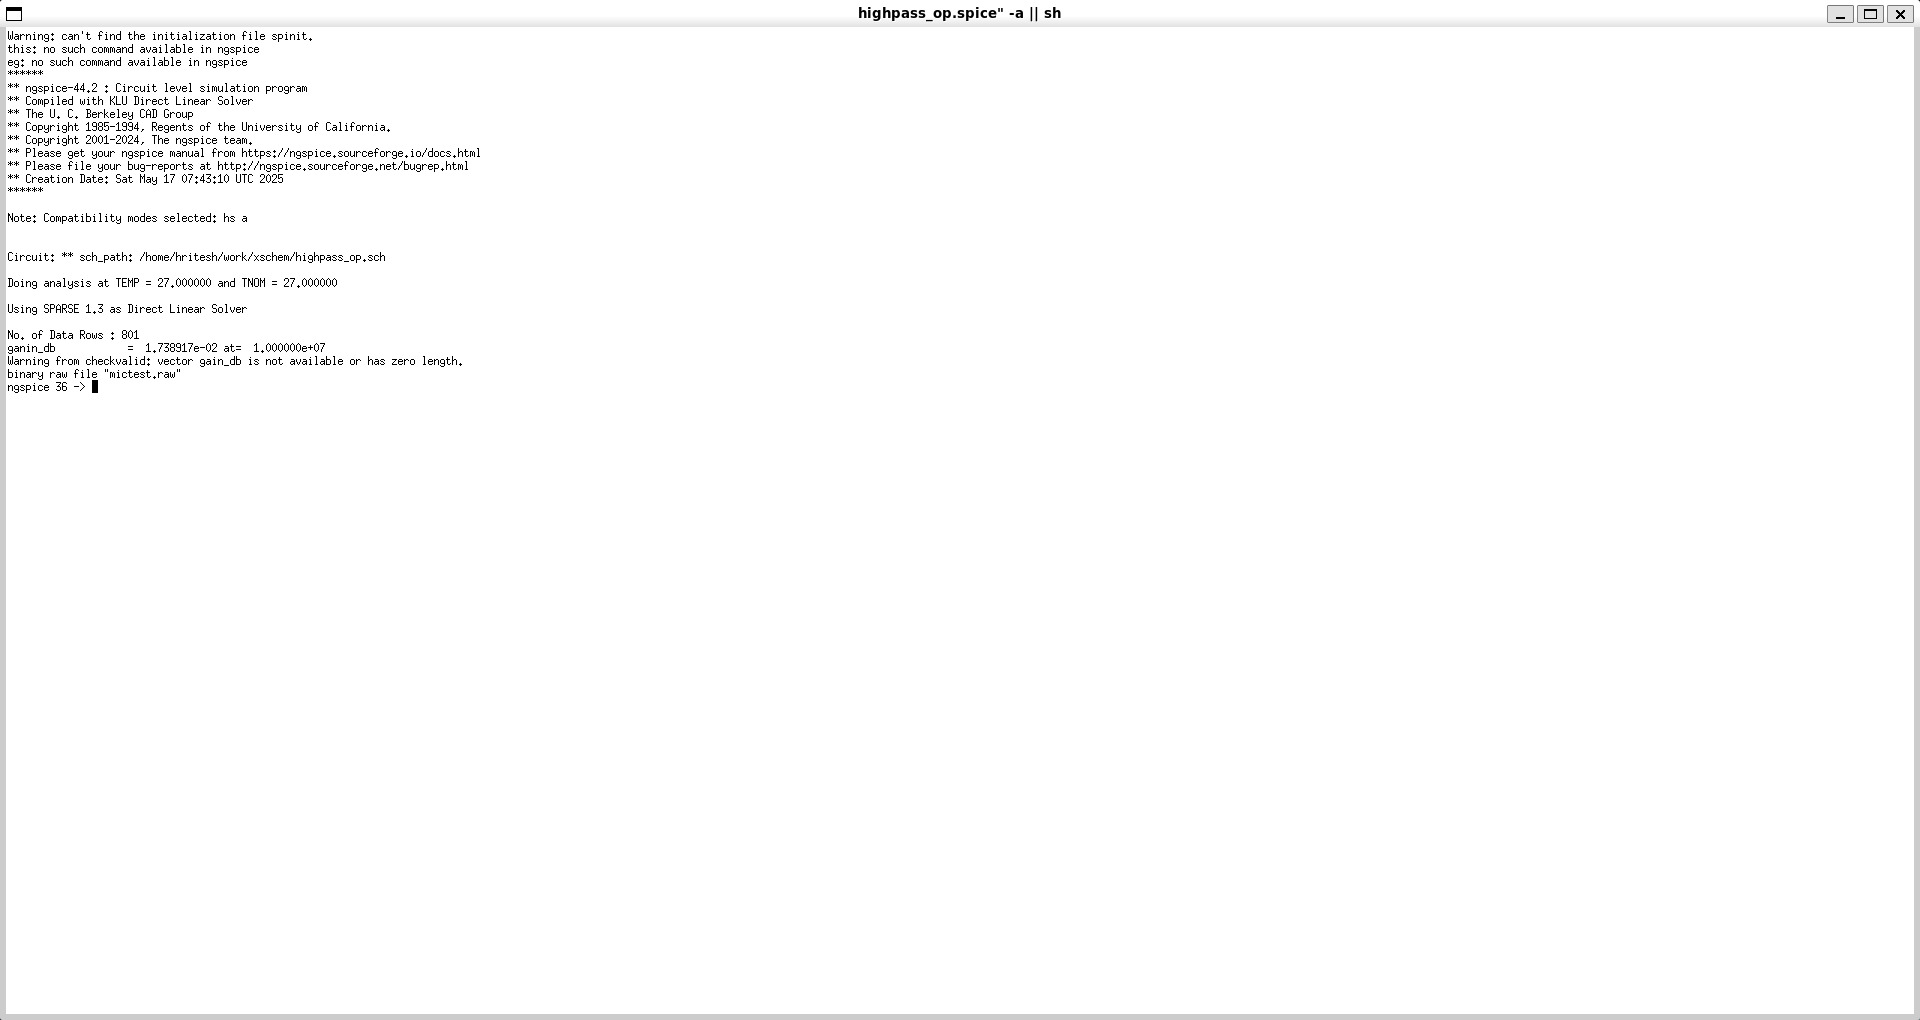 highpass_op.spice" -a || sh
Warning: can't find the initialization file spinit.
this: no such command available in ngspice
eg: no such command available in ngspice
******
** ngspice-44.2 : Circuit level simulation program
** Compiled with KLU Direct Linear Solver
** The U. C. Berkeley CAD Group
** Copyright 1985-1994, Regents of the University of California.
** Copyright 2001-2024, The ngspice team.
** Please get your ngspice manual from https://ngspice.sourceforge.io/docs.html
** Please file your bug-reports at http://ngspice.sourceforge.net/bugrep.html
** Creation Date: Sat May 17 07:43:10 UTC 2025
******
Note: Compatibility modes selected: hs a
Circuit: ** sch_path: /home/hritesh/work/xschem/highpass_op.sch
Doing analysis at TEMP = 27.000000 and TNOM = 27.000000
Using SPARSE 1.3 as Direct Linear Solver
No. of Data Rows : 801
ganin_db            =  1.738917e-02 at=  1.000000e+07
Warning from checkvalid: vector gain_db is not available or has zero length.
binary raw file "mictest.raw"
ngspice 36 ->